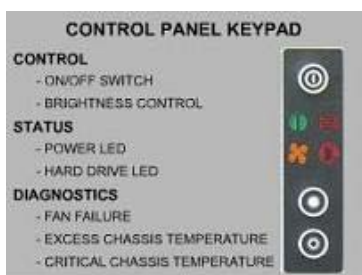 CONTROL PANEL KEYPAD
CONTROL
- ON/OFF SWITCH
- BRIGHTNESS CONTROL
STATUS
- POWER LED
- HARD DRIVE LED
DIAGNOSTICS
- FAN FAILURE
- EXCESS CHASSIS TEMPERATURE
- CRITICAL CHASSIS TEMPERATURE